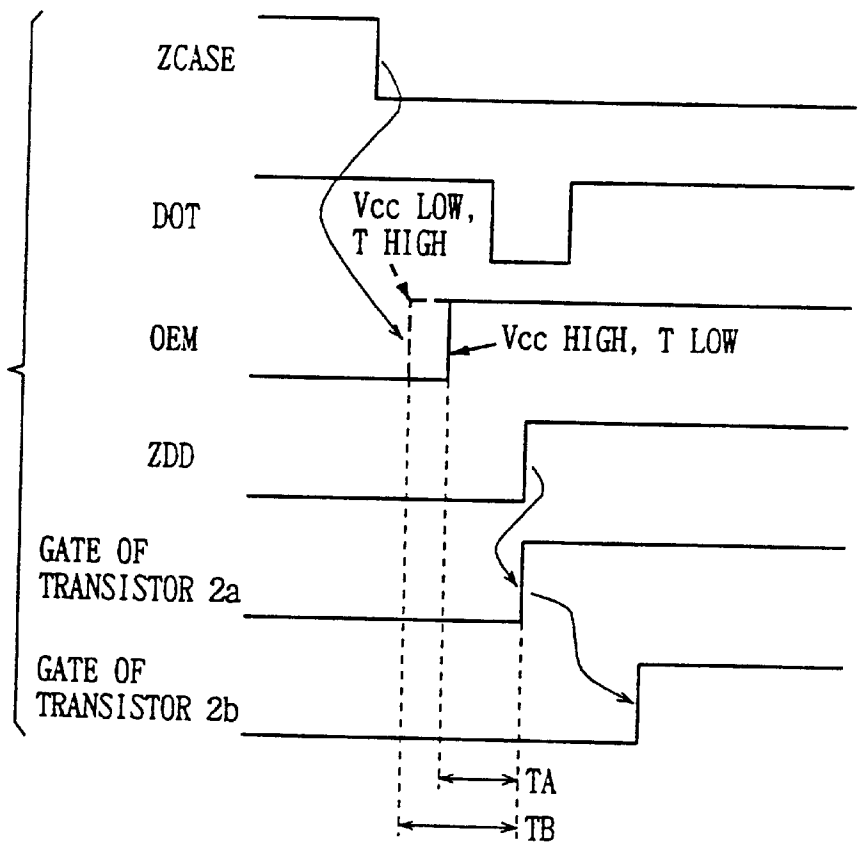 ZCASE
DOT
Vcc LOW,
T HIGH
OEM
Vcc HIGH, T LOW
ZDD
GATE OF
TRANSISTOR 2a
GATE OF
TRANSISTOR 2b
TA
TB